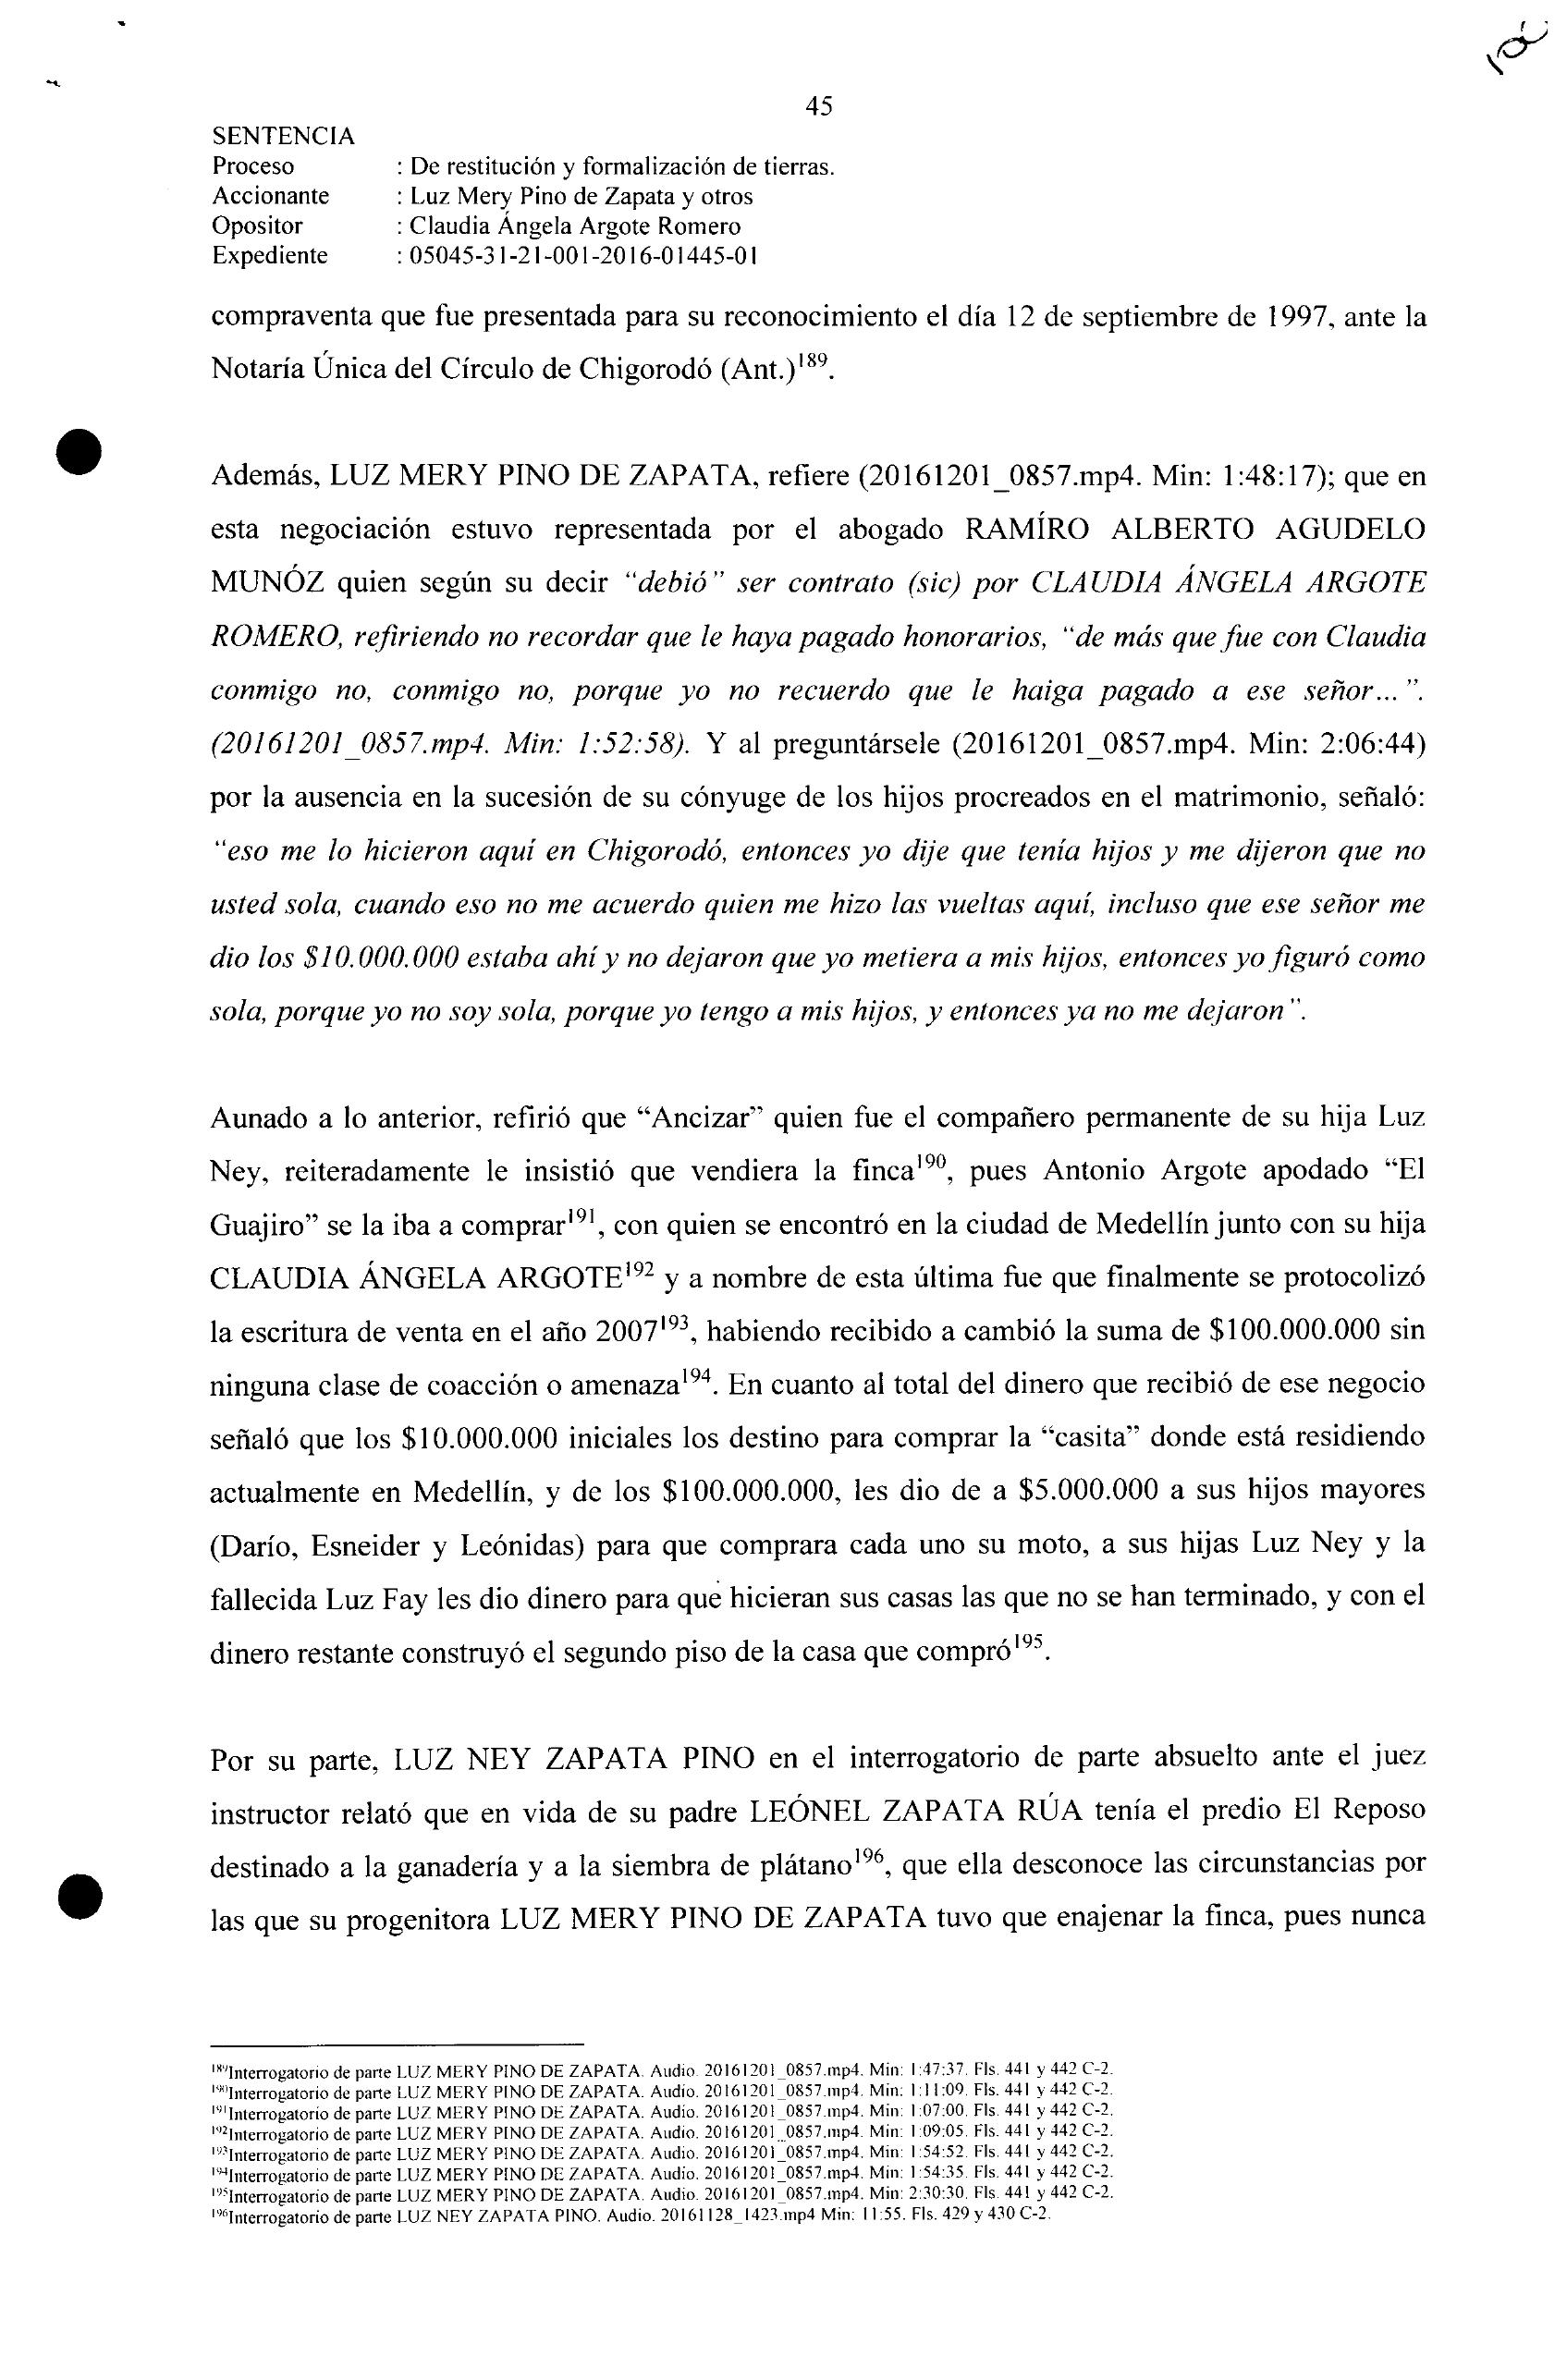 45
SENTENCIA
Proceso : De restitución y formalización de tierras.
Accionante : Luz Mery Pino de Zapata y otros
Opositor : Claudia Ángela Argote Romero
Expediente : 05045-31-21-001-2016-01445-01
compraventa que fue presentada para su reconocimiento el día 12 de septiembre de 1997, ante la
Notaría Única del Círculo de Chigorodó (Ant.)189.
Además, LUZ MERY PINO DE ZAPATA, refiere (20161201_0857.mp4. Min: 1:48:17); que en
esta negociación estuvo representada por el abogado RAMÍRO ALBERTO AGUDELO
MUNÓZ quien según su decir “debió” ser contrato (sic) por CLAUDIA ÁNGELA ARGOTE
ROMERO, refiriendo no recordar que le haya pagado honorarios, “de más que fue con Claudia
conmigo no, conmigo no, porque yo no recuerdo que le haiga pagado a ese señor...”.
(20161201_0857.mp4. Min: 1:52:58). Y al preguntársele (20161201_0857.mp4. Min: 2:06:44)
por la ausencia en la sucesión de su cónyuge de los hijos procreados en el matrimonio, señaló:
“eso me lo hicieron aquí en Chigorodó, entonces yo dije que tenía hijos y me dijeron que no
usted sola, cuando eso no me acuerdo quien me hizo las vueltas aquí, incluso que ese señor me
dio los $10.000.000 estaba ahí y no dejaron que yo metiera a mis hijos, entonces yo figuró como
sola, porque yo no soy sola, porque yo tengo a mis hijos, y entonces ya no me dejaron”.
Aunado a lo anterior, refirió que “Ancizar” quien fue el compañero permanente de su hija Luz
Ney, reiteradamente le insistió que vendiera la finca190, pues Antonio Argote apodado “El
Guajiro” se la iba a comprar191, con quien se encontró en la ciudad de Medellín junto con su hija
CLAUDIA ÁNGELA ARGOTE192 y a nombre de esta última fue que finalmente se protocolizó
la escritura de venta en el año 2007193, habiendo recibido a cambió la suma de $100.000.000 sin
ninguna clase de coacción o amenaza194. En cuanto al total del dinero que recibió de ese negocio
señaló que los $10.000.000 iniciales los destino para comprar la “casita” donde está residiendo
actualmente en Medellín, y de los $100.000.000, les dio de a $5.000.000 a sus hijos mayores
(Darío, Esneider y Leónidas) para que comprara cada uno su moto, a sus hijas Luz Ney y la
fallecida Luz Fay les dio dinero para que hicieran sus casas las que no se han terminado, y con el
dinero restante construyó el segundo piso de la casa que compró195.
Por su parte, LUZ NEY ZAPATA PINO en el interrogatorio de parte absuelto ante el juez
instructor relató que en vida de su padre LEÓNEL ZAPATA RÚA tenía el predio El Reposo
destinado a la ganadería y a la siembra de plátano196, que ella desconoce las circunstancias por
las que su progenitora LUZ MERY PINO DE ZAPATA tuvo que enajenar la finca, pues nunca
189Interrogatorio de parte LUZ MERY PINO DE ZAPATA. Audio. 20161201_0857.mp4. Min: 1:47:37. Fls. 441 y 442 C-2.
190Interrogatorio de parte LUZ MERY PINO DE ZAPATA. Audio. 20161201_0857.mp4. Min: 1:11:09. Fls. 441 y 442 C-2.
191Interrogatorio de parte LUZ MERY PINO DE ZAPATA. Audio. 20161201_0857.mp4. Min: 1:07:00. Fls. 441 y 442 C-2.
192Interrogatorio de parte LUZ MERY PINO DE ZAPATA. Audio. 20161201_0857.mp4. Min: 1:09:05. Fls. 441 y 442 C-2.
193Interrogatorio de parte LUZ MERY PINO DE ZAPATA. Audio. 20161201_0857.mp4. Min: 1:54:52. Fls. 441 y 442 C-2.
194Interrogatorio de parte LUZ MERY PINO DE ZAPATA. Audio. 20161201_0857.mp4. Min: 1:54:35. Fls. 441 y 442 C-2.
195Interrogatorio de parte LUZ MERY PINO DE ZAPATA. Audio. 20161201_0857.mp4. Min: 2:30:30. Fls. 441 y 442 C-2.
196Interrogatorio de parte LUZ NEY ZAPATA PINO. Audio. 20161128_1423.mp4 Min: 11:55. Fls. 429 y 430 C-2.